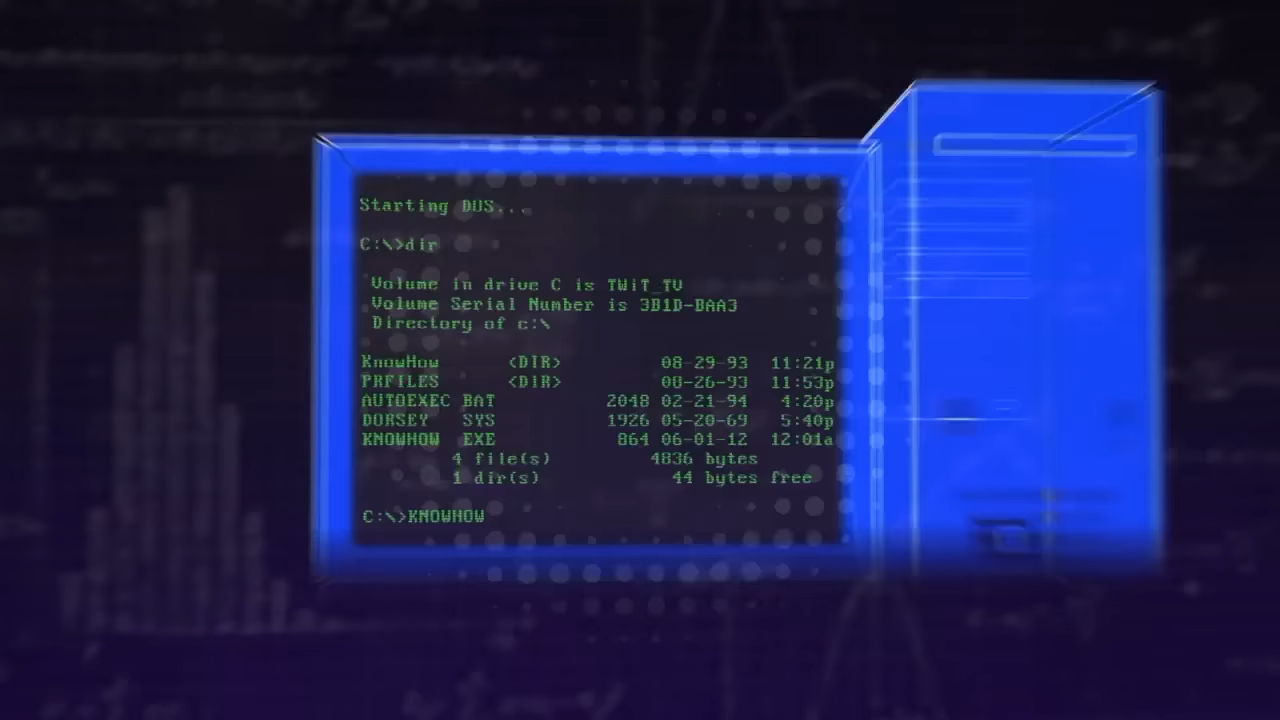 Starting DOS...
C:\>dir
Volume in drive C is TWiT_TV
Volume Serial Number is 3B1D-BAA3
Directory of c:\
KnowHow <DIR> 08-29-93 11:21p
PRFILES <DIR> 08-26-93 11:53p
AUTOEXEC BAT 2048 02-21-94 4:20p
DORSEY SYS 1926 05-20-69 5:40p
KNOWHOW EXE 864 06-01-12 12:01a
4 file(s) 4836 bytes
1 dir(s) 44 bytes free
C:\>KNOWHOW